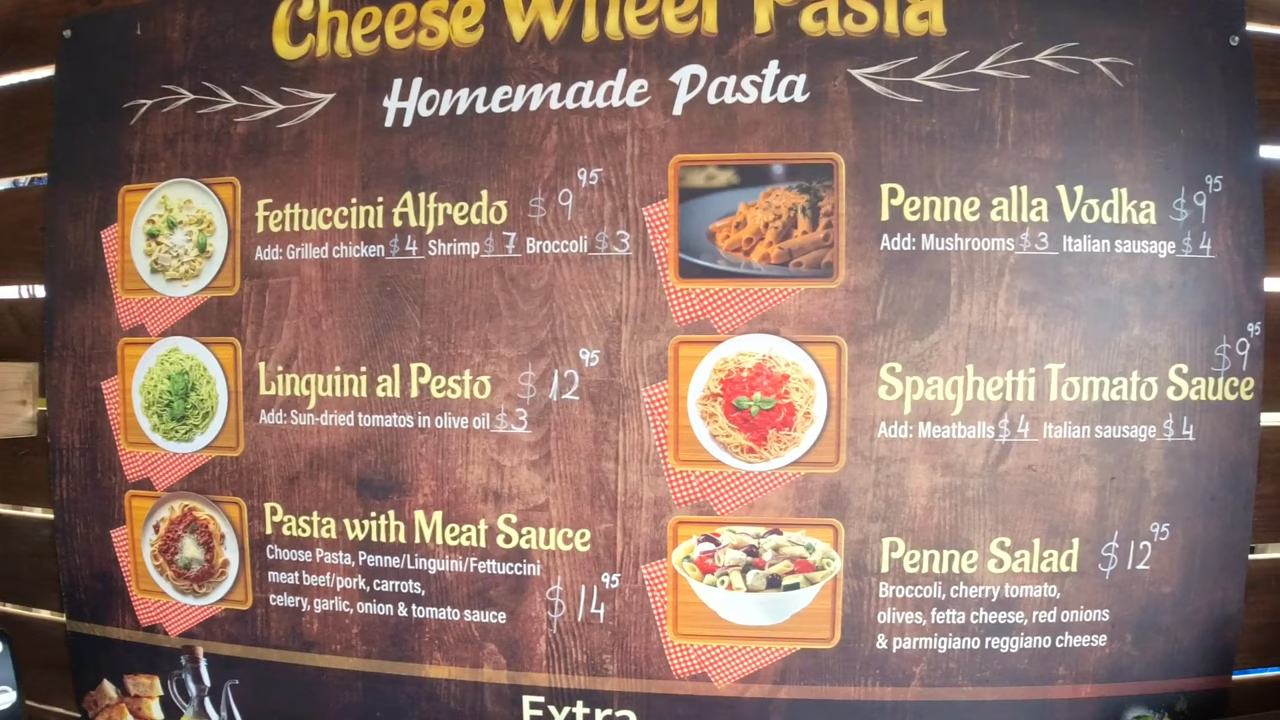 Cheese Wheel Pasta
Homemade Pasta
Fettuccini Alfredo $9.95
Add: Grilled chicken $4 Shrimp $7 Broccoli $3
Linguini al Pesto $12.95
Add: Sun-dried tomatos in olive oil $3
Pasta with Meat Sauce
Choose Pasta, Penne/Linguini/Fettuccini
meat beef/pork, carrots,
celery, garlic, onion & tomato sauce $14.95
Penne alla Vodka $9.95
Add: Mushrooms $3 Italian sausage $4
$9.95
Spaghetti Tomato Sauce
Add: Meatballs $4 Italian sausage $4
Penne Salad $12.95
Broccoli, cherry tomato,
olives, fetta cheese, red onions
& parmigiano reggiano cheese
Extra